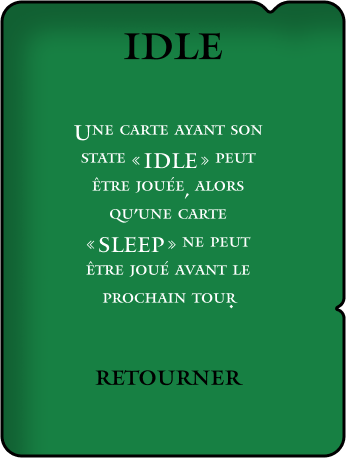 IDLE
Une carte ayant son
state « IDLE » peut
être jouée, alors
qu'une carte
« SLEEP » ne peut
être joué avant le
prochain tour.
RETOURNER